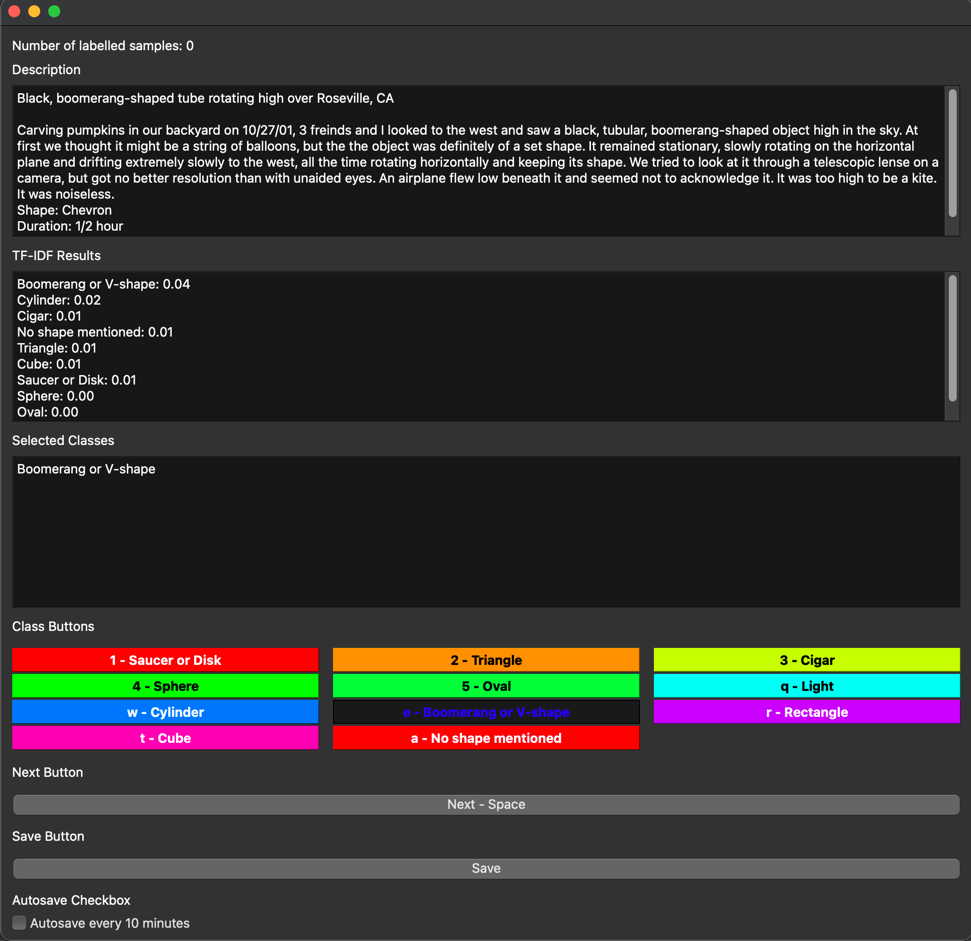 Number of labelled samples: 0
Description
Black, boomerang-shaped tube rotating high over Roseville, CA
Carving pumpkins in our backyard on 10/27/01, 3 freinds and I looked to the west and saw a black, tubular, boomerang-shaped object high in the sky. At
first we thought it might be a string of balloons, but the the object was definitely of a set shape. It remained stationary, slowly rotating on the horizontal
plane and drifting extremely slowly to the west, all the time rotating horizontally and keeping its shape. We tried to look at it through a telescopic lense on a
camera, but got no better resolution than with unaided eyes. An airplane flew low beneath it and seemed not to acknowledge it. It was too high to be a kite.
It was noiseless.
Shape: Chevron
Duration: 1/2 hour
TF-IDF Results
Boomerang or V-shape: 0.04
Cylinder: 0.02
Cigar: 0.01
No shape mentioned: 0.01
Triangle: 0.01
Cube: 0.01
Saucer or Disk: 0.01
Sphere: 0.00
Oval: 0.00
Selected Classes
Boomerang or V-shape
Class Buttons
1 - Saucer or Disk
2 - Triangle
3 - Cigar
4 - Sphere
5 - Oval
q - Light
w - Cylinder
e - Boomerang or V-shape
r - Rectangle
t - Cube
a - No shape mentioned
Next Button
Next - Space
Save Button
Save
Autosave Checkbox
Autosave every 10 minutes